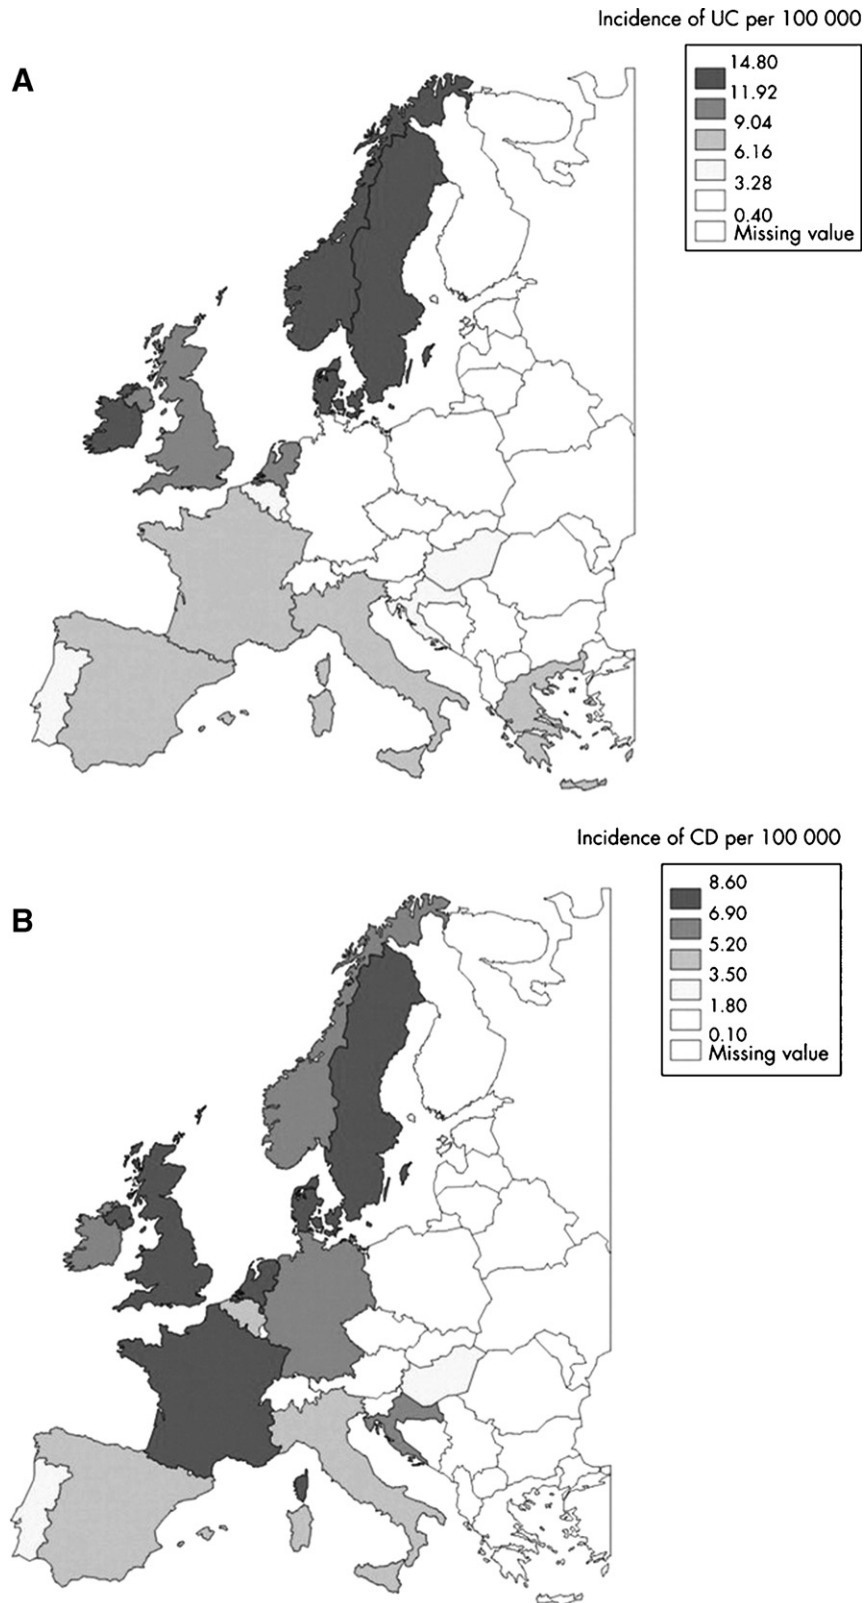 Incidence of UC per 100 000
A
14.80
11.92
9.04
6.16
3.28
0.40
Missing value
Incidence of CD per 100 000
B
8.60
6.90
5.20
3.50
1.80
0.10
Missing value